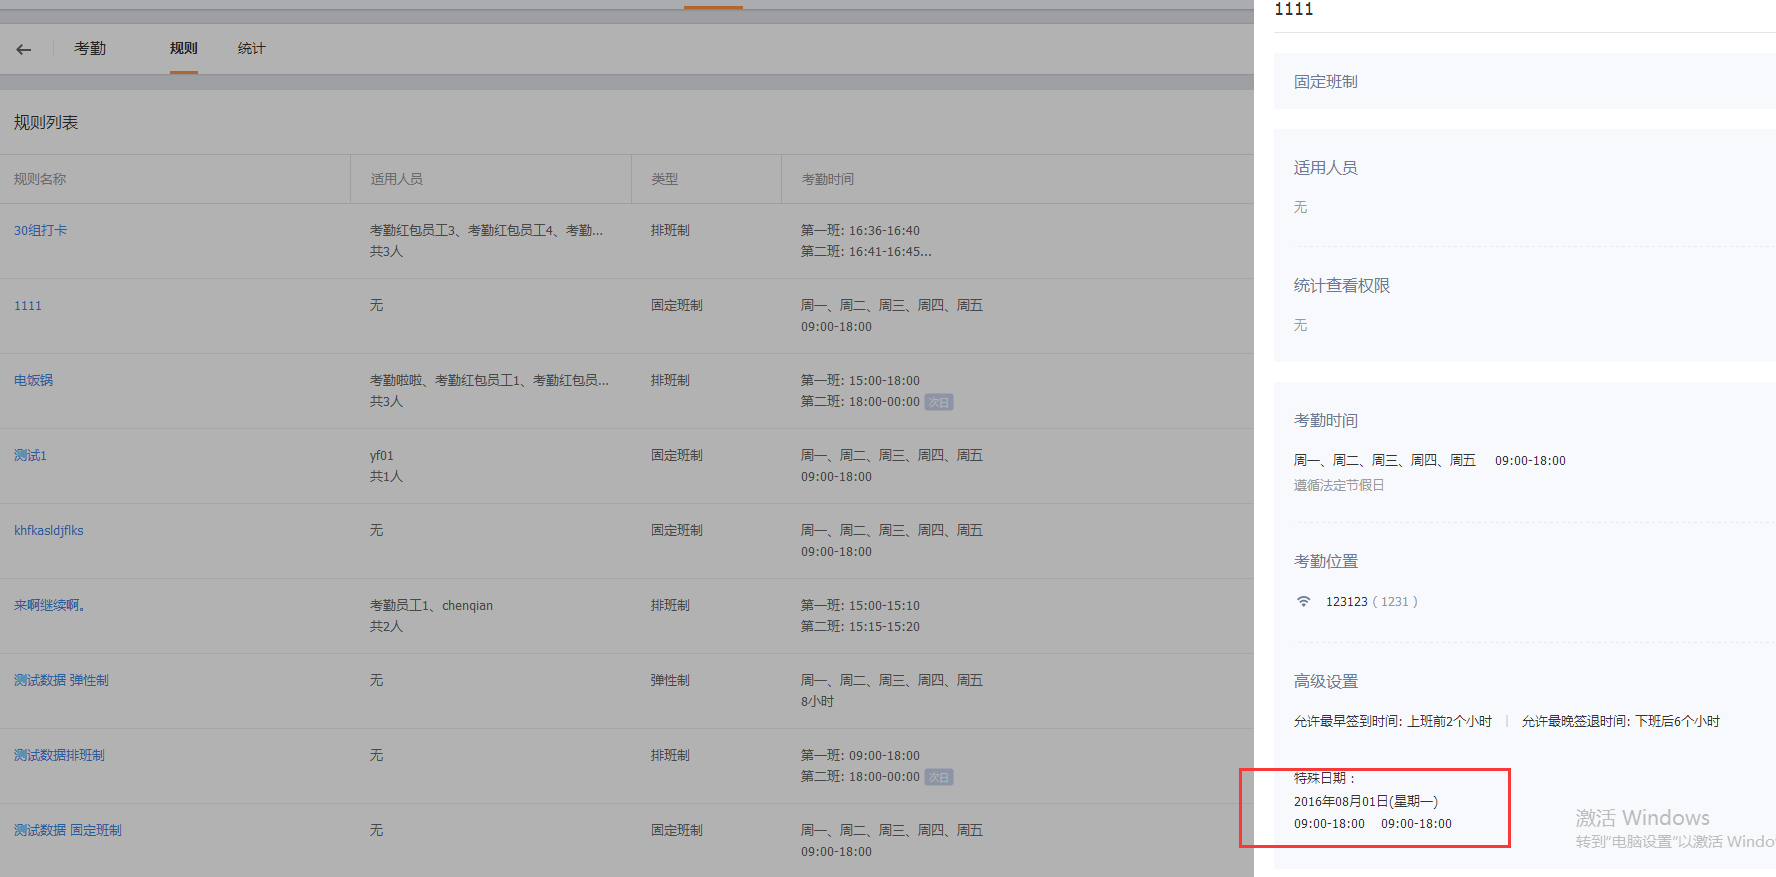 考勤
规则
统计
规则列表
规则名称
适用人员
类型
考勤时间
30组打卡
考勤红包员工3、考勤红包员工4、考勤...
共3人
排班制
第一班: 16:36-16:40
第二班: 16:41-16:45...
1111
无
固定班制
周一、周二、周三、周四、周五
09:00-18:00
电饭锅
考勤啦啦、考勤红包员工1、考勤红包员...
共3人
排班制
第一班: 15:00-18:00
第二班: 18:00-00:00 次日
测试1
yf01
共1人
固定班制
周一、周二、周三、周四、周五
09:00-18:00
khfkasldjflks
无
固定班制
周一、周二、周三、周四、周五
09:00-18:00
来啊继续啊。
考勤员工1、chenqian
共2人
排班制
第一班: 15:00-15:10
第二班: 15:15-15:20
测试数据 弹性制
无
弹性制
周一、周二、周三、周四、周五
8小时
测试数据排班制
无
排班制
第一班: 09:00-18:00
第二班: 18:00-00:00 次日
测试数据 固定班制
无
固定班制
周一、周二、周三、周四、周五
09:00-18:00
1111
固定班制
适用人员
无
统计查看权限
无
考勤时间
周一、周二、周三、周四、周五 09:00-18:00
遵循法定节假日
考勤位置
123123 ( 1231 )
高级设置
允许最早签到时间: 上班前2个小时 | 允许最晚签退时间: 下班后6个小时
特殊日期：
2016年08月01日(星期一)
09:00-18:00 09:00-18:00
激活 Windows
转到"电脑设置"以激活 Windo